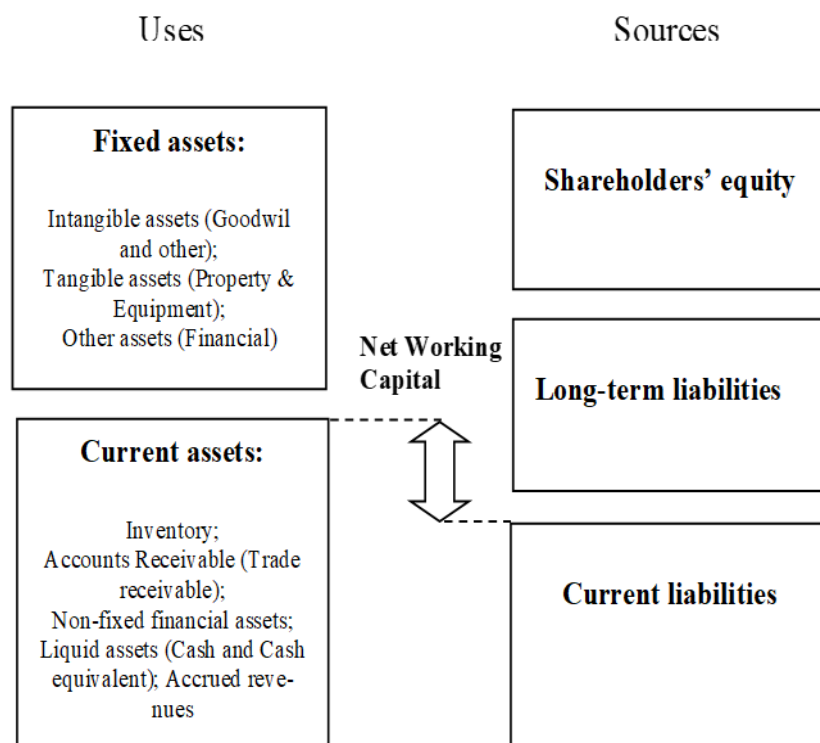 Uses
Sources
Fixed assets:
Intangible assets (Goodwil
and other);
Tangible assets (Property &
Equipment);
Other assets (Financial)
Shareholders’ equity
Net Working
Capital
Long-term liabilities
Current assets:
Inventory;
Accounts Receivable (Trade
receivable);
Non-fixed financial assets;
Liquid assets (Cash and Cash
equivalent); Accrued reve-
nues
Current liabilities